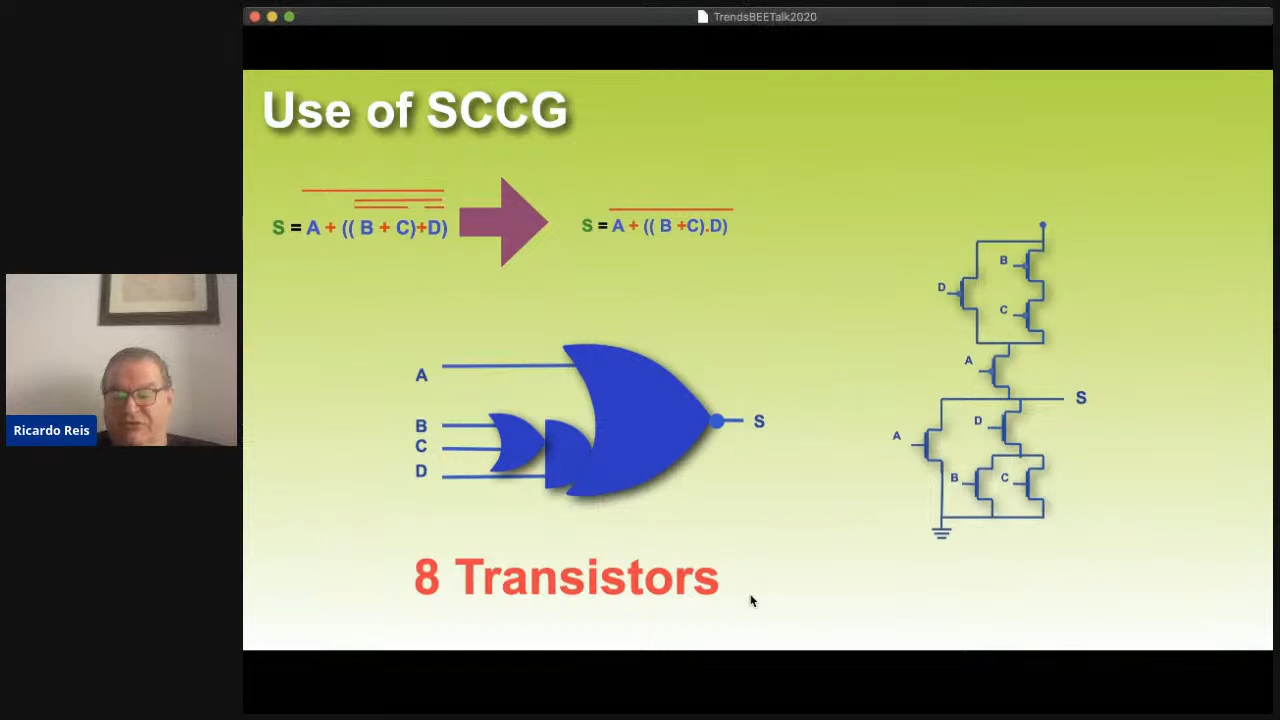 TrendsBEETalk2020
Use of SCCG
S = A + (( B + C)+D)
S = A + (( B +C).D)
B
D
C
A
S
A
D
B
C
A
B
C
D
S
Ricardo Reis
8 Transistors